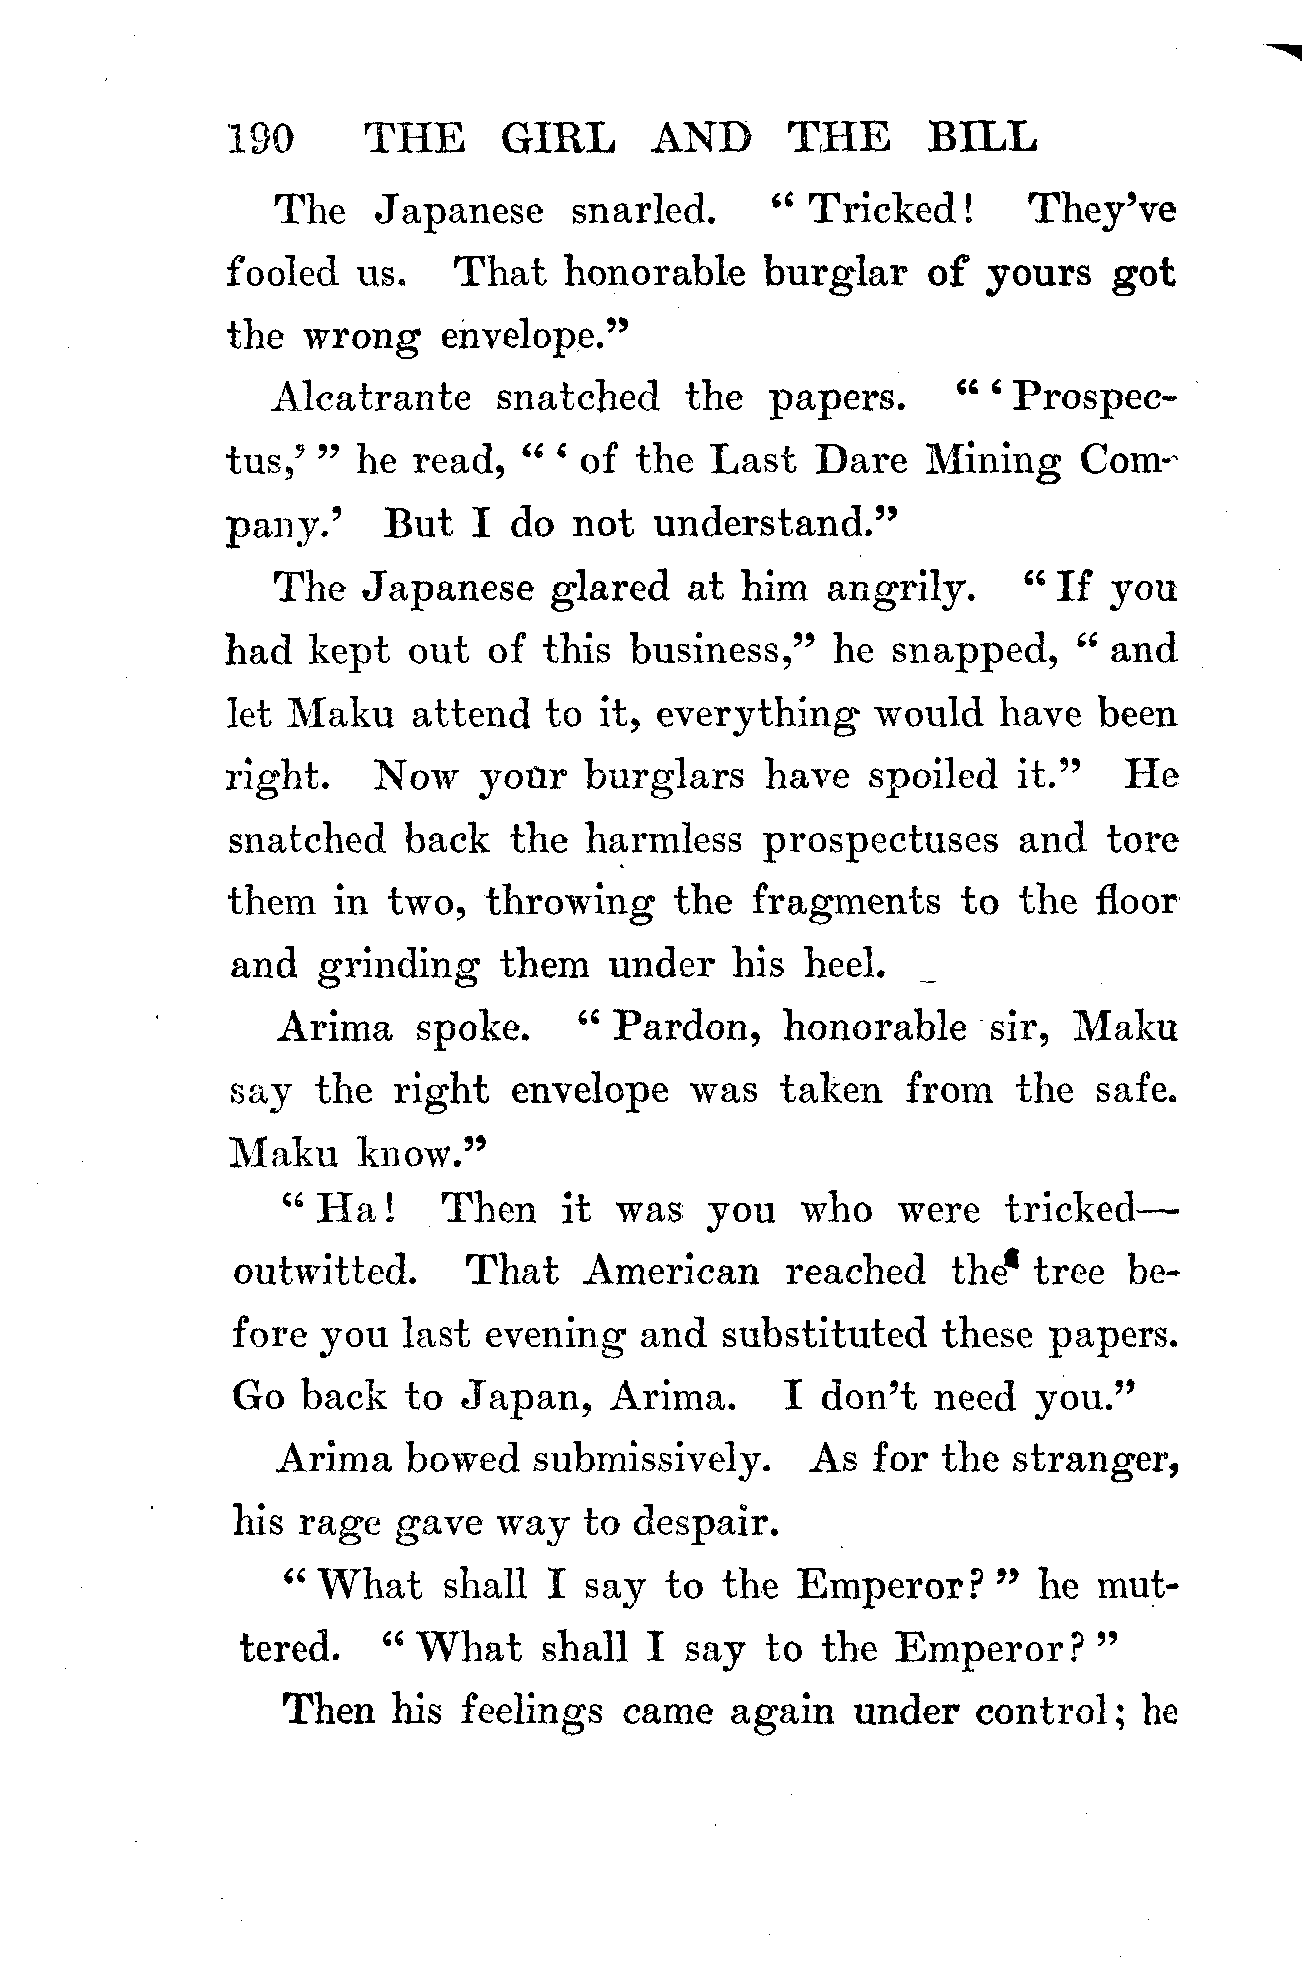 190 THE GIRL AND THE BILL
The Japanese snarled. " Tricked! They've
fooled us. That honorable burglar of yours got
the wrong envelope."
Alcatrante snatched the papers. " ' Prospec-
tus,' " he read, " ' of the Last Dare Mining Com-
pany.' But I do not understand."
The Japanese glared at him angrily. " If you
had kept out of this business," he snapped, " and
let Maku attend to it, everything would have been
right. Now your burglars have spoiled it." He
snatched back the harmless prospectuses and tore
them in two, throwing the fragments to the floor
and grinding them under his heel.
Arima spoke. " Pardon, honorable sir, Maku
say the right envelope was taken from the safe.
Maku know."
" Ha! Then it was you who were tricked—
outwitted. That American reached the tree be-
fore you last evening and substituted these papers.
Go back to Japan, Arima. I don't need you."
Arima bowed submissively. As for the stranger,
his rage gave way to despair.
" What shall I say to the Emperor? " he mut-
tered. " What shall I say to the Emperor? "
Then his feelings came again under control; he